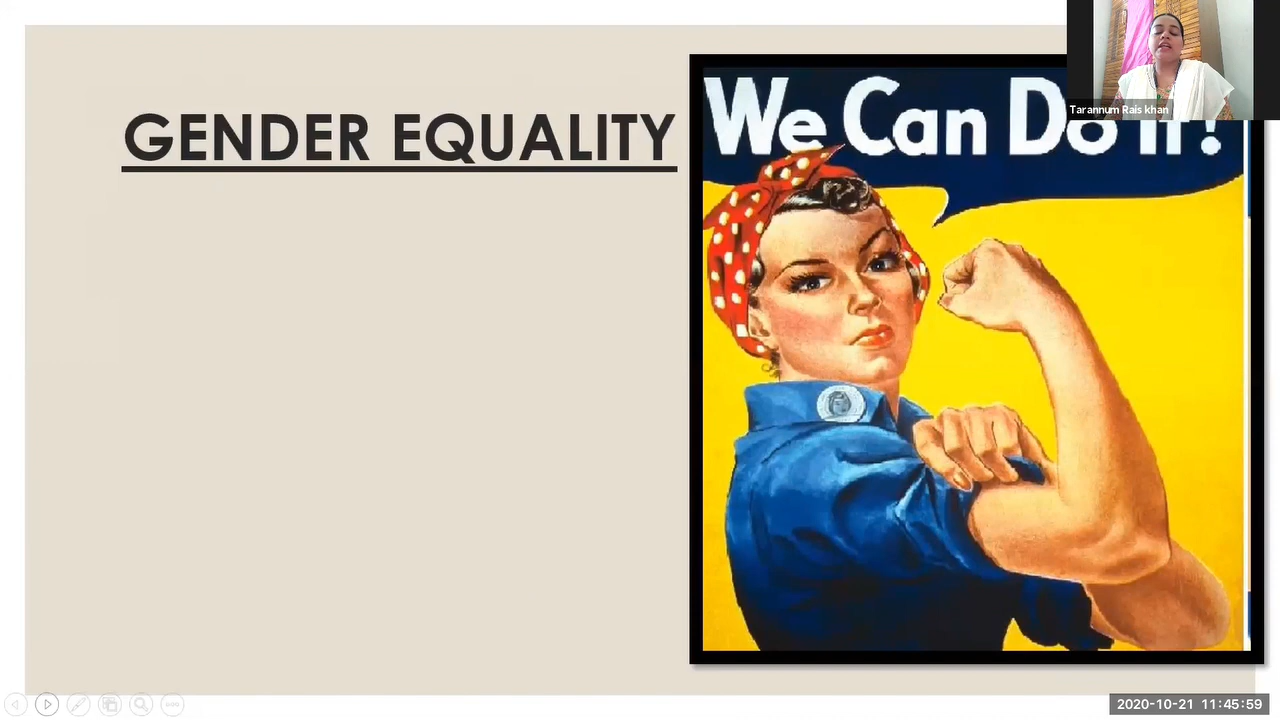 GENDER EQUALITY
We Can Do It!
Tarannum Rais khan
2020-10-21 11:45:59